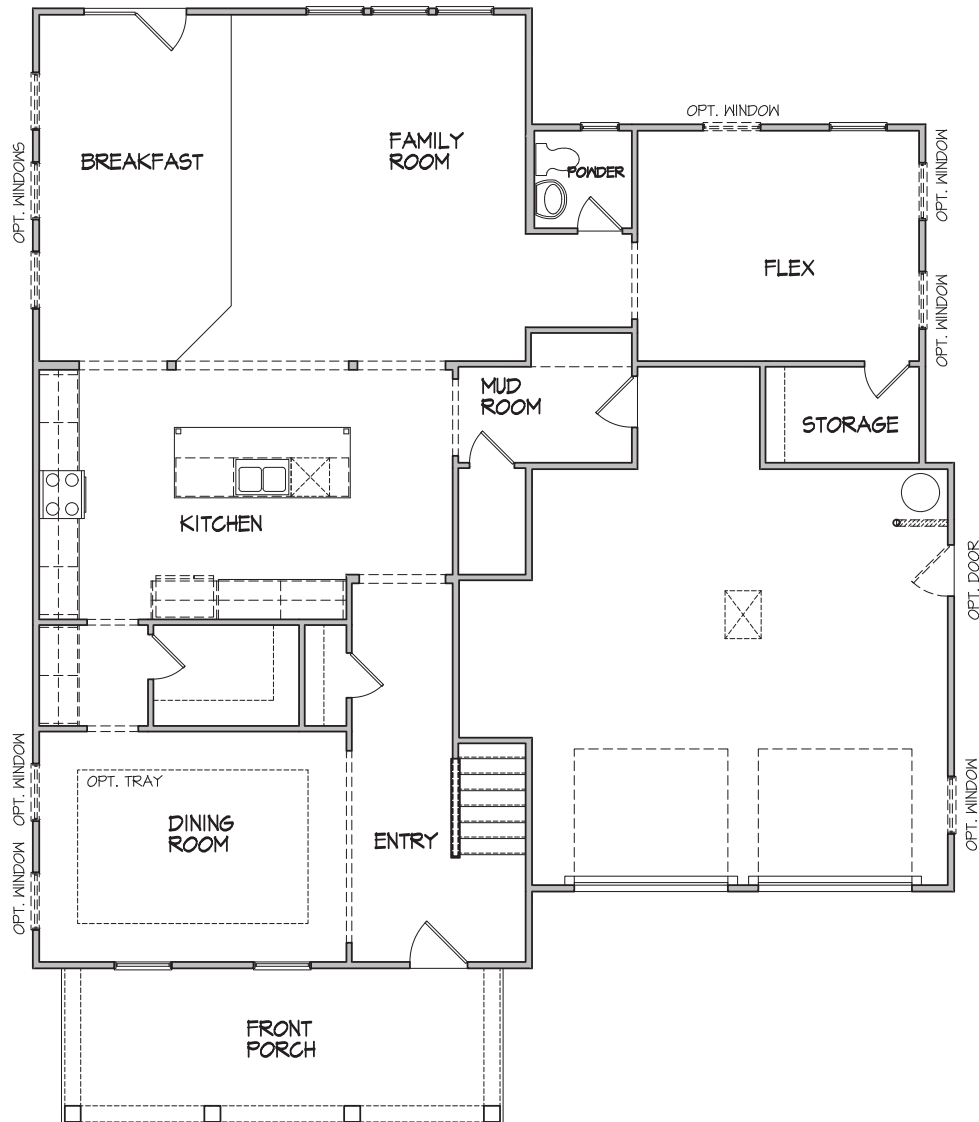 OPT. WINDOW
FAMILY
ROOM
BREAKFAST
POWDER
OPT. WINDOWS
OPT. WINDOW
FLEX
OPT. WINDOW
MUD
ROOM
STORAGE
KITCHEN
OPT. DOOR
OPT. WINDOW
OPT. TRAY
DINING
ROOM
ENTRY
OPT. WINDOW
OPT. WINDOW
FRONT
PORCH